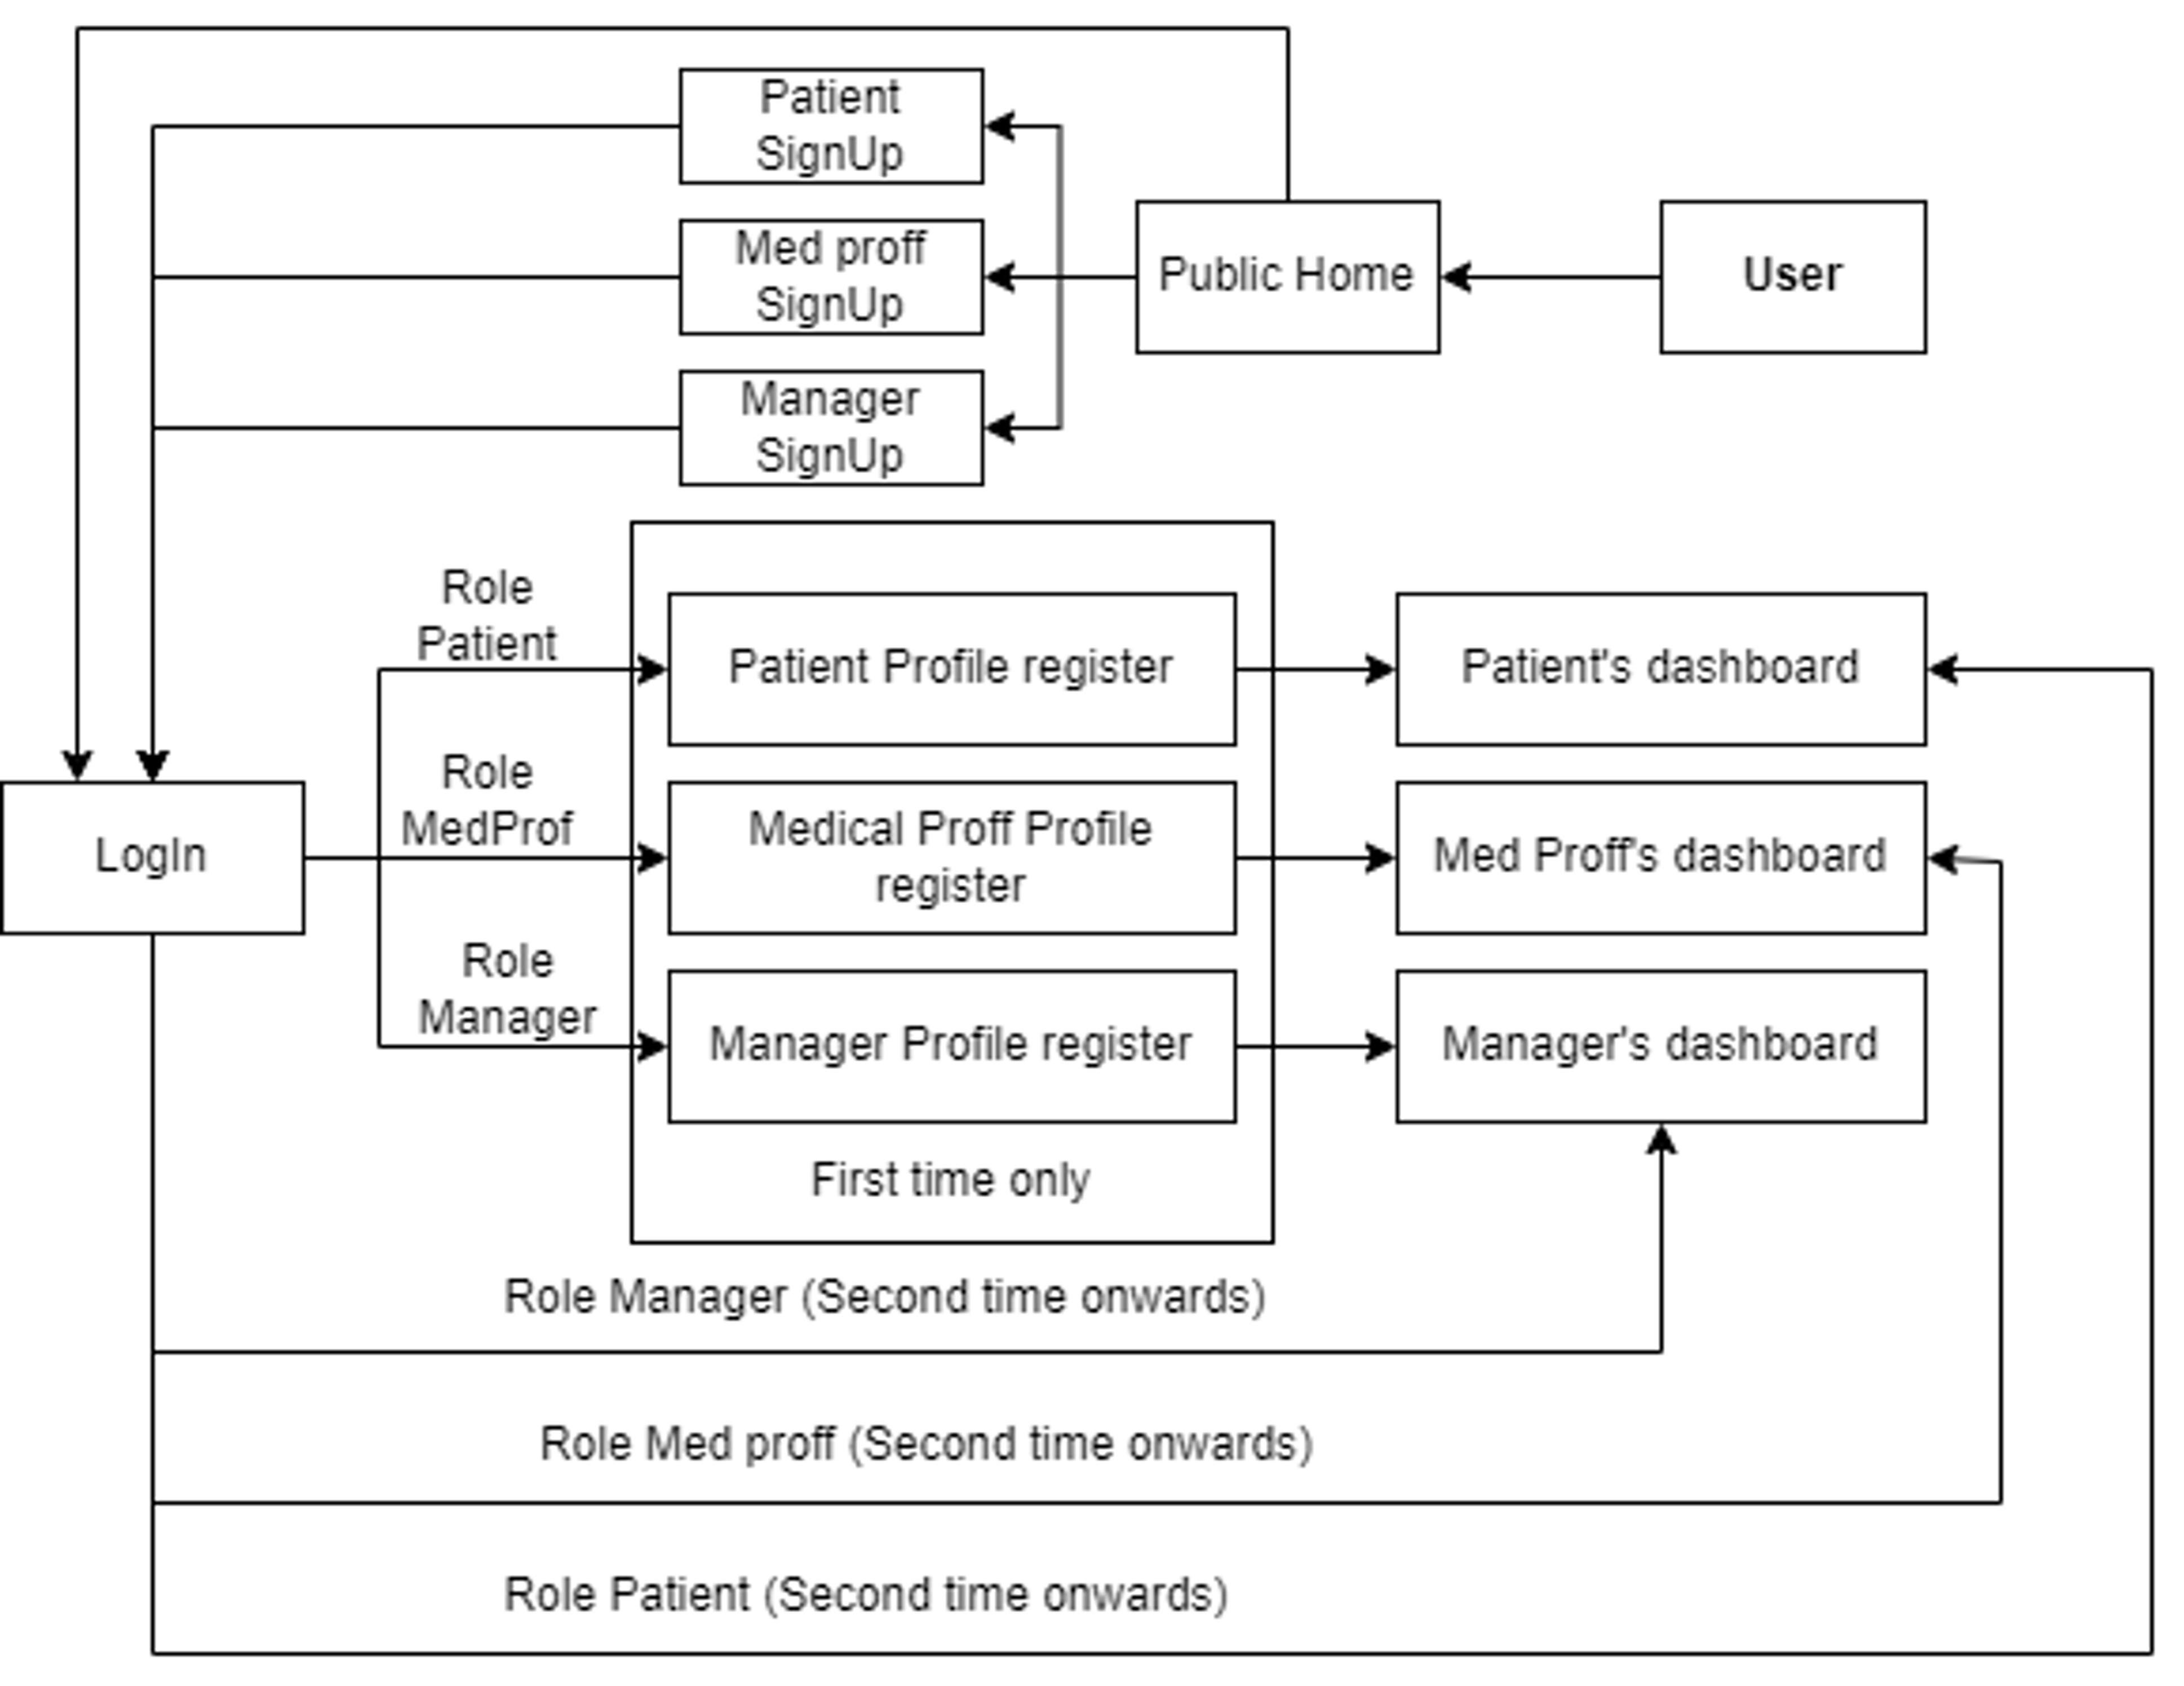 Patient
SignUp
Med proff
SignUp
Public Home
User
Manager
SignUp
Role
Patient
Patient Profile register
Patient's dashboard
Role
MedProf
LogIn
Medical Proff Profile
register
Med Proff's dashboard
Role
Manager
Manager Profile register
Manager's dashboard
First time only
Role Manager (Second time onwards)
Role Med proff (Second time onwards)
Role Patient (Second time onwards)